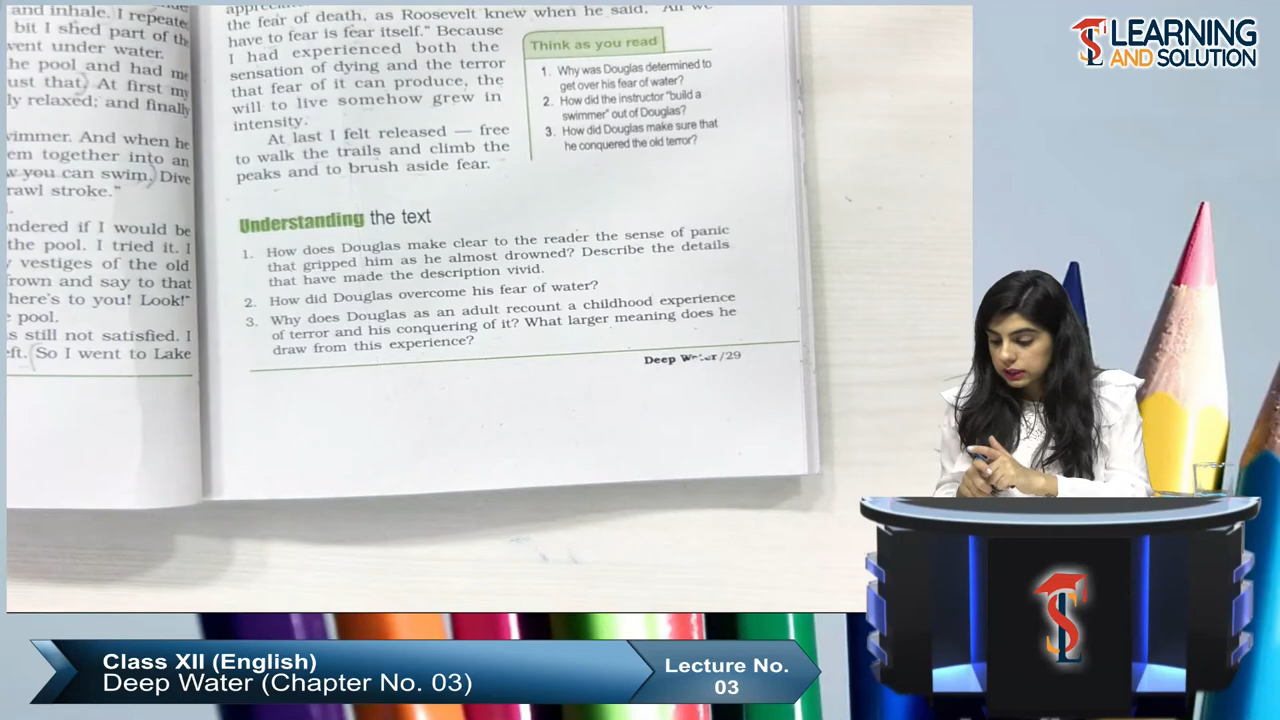 and inhale. I repeate
bit I shed part of the
went under water.
he pool and had me
ust that. At first my
ly relaxed; and finally
wimmer. And when he
em together into an
w you can swim. Dive
rawl stroke."
ndered if I would be
the pool. I tried it. I
vestiges of the old
rown and say to that
here's to you! Look!"
pool.
s still not satisfied. I
eft. So I went to Lake
the fear of death, as Roosevelt knew when he said, "All we
have to fear is fear itself." Because
I had experienced both the
sensation of dying and the terror
that fear of it can produce, the
will to live somehow grew in
intensity.
At last I felt released — free
to walk the trails and climb the
peaks and to brush aside fear.
Think as you read
1. Why was Douglas determined to
get over his fear of water?
2. How did the instructor "build a
swimmer" out of Douglas?
3. How did Douglas make sure that
he conquered the old terror?
Understanding the text
1. How does Douglas make clear to the reader the sense of panic
that gripped him as he almost drowned? Describe the details
that have made the description vivid.
2. How did Douglas overcome his fear of water?
3. Why does Douglas as an adult recount a childhood experience
of terror and his conquering of it? What larger meaning does he
draw from this experience?
Deep Water/29
LEARNING
AND SOLUTION
Class XII (English)
Deep Water (Chapter No. 03)
Lecture No.
03